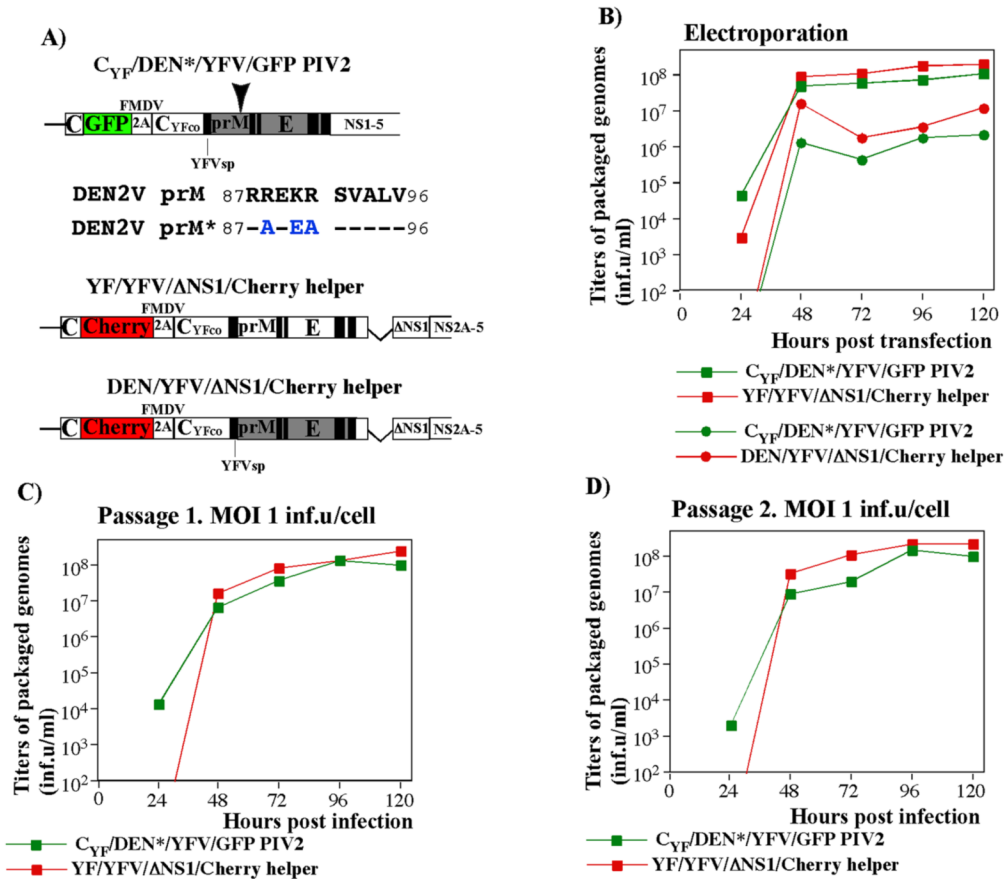 A)
C_YF/DEN*/YFV/GFP PIV2
FMDV
C GFP 2A C_YFco prM E NS1-5
YFVsp
DEN2V prM 87RREKR SVALV96
DEN2V prM* 87-A-EA -----96
YF/YFV/ΔNS1/Cherry helper
FMDV
C Cherry 2A C_YFco prM E ΔNS1 NS2A-5
DEN/YFV/ΔNS1/Cherry helper
FMDV
C Cherry 2A C_YFco prM E ΔNS1 NS2A-5
YFVsp
B)
Electroporation
Titers of packaged genomes
(inf.u/ml)
10^8
10^7
10^6
10^5
10^4
10^3
10^2
0 24 48 72 96 120
Hours post transfection
C_YF/DEN*/YFV/GFP PIV2
YF/YFV/ΔNS1/Cherry helper
C_YF/DEN*/YFV/GFP PIV2
DEN/YFV/ΔNS1/Cherry helper
C)
Passage 1. MOI 1 inf.u/cell
Titers of packaged genomes
(inf.u/ml)
10^8
10^7
10^6
10^5
10^4
10^3
10^2
0 24 48 72 96 120
Hours post infection
C_YF/DEN*/YFV/GFP PIV2
YF/YFV/ΔNS1/Cherry helper
D)
Passage 2. MOI 1 inf.u/cell
Titers of packaged genomes
(inf.u/ml)
10^8
10^7
10^6
10^5
10^4
10^3
10^2
0 24 48 72 96 120
Hours post infection
C_YF/DEN*/YFV/GFP PIV2
YF/YFV/ΔNS1/Cherry helper